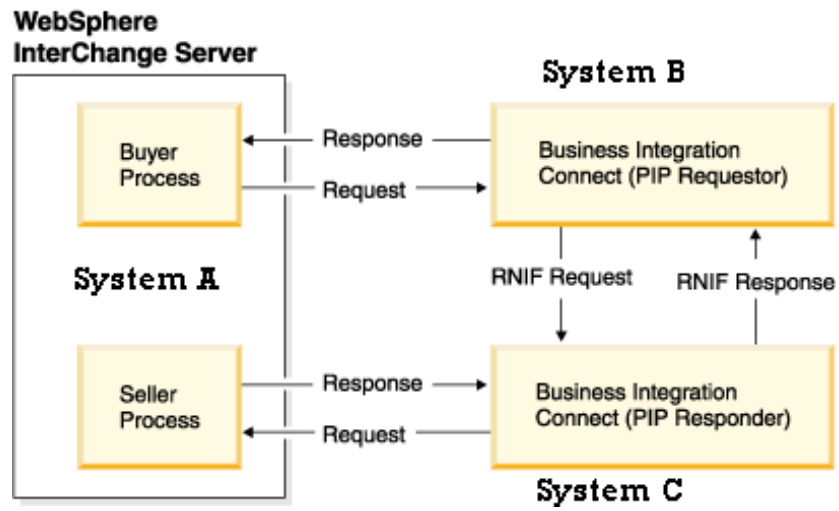 WebSphere
InterChange Server
System B
Buyer
Process
Response
Request
Business Integration
Connect (PIP Requestor)
System A
RNIF Request
RNIF Response
Seller
Process
Response
Request
Business Integration
Connect (PIP Responder)
System C